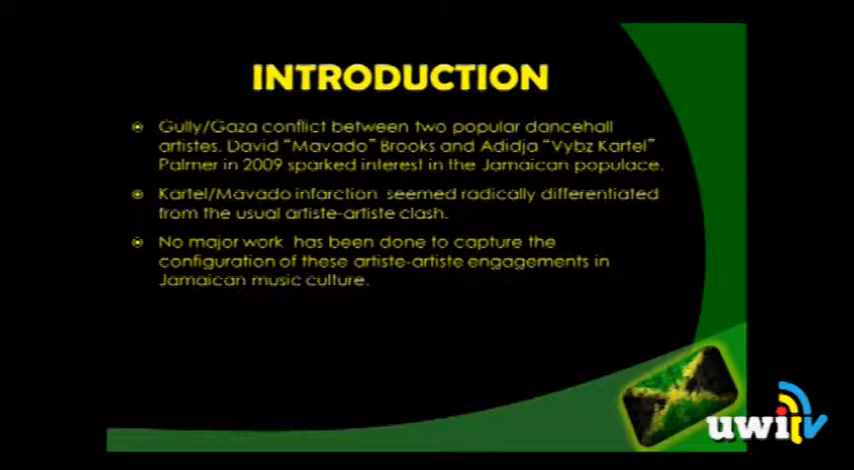 INTRODUCTION
Gully/Gaza conflict between two popular dancehall
artistes. David "Mavado" Brooks and Adidja "Vybz Kartel"
Palmer in 2009 sparked interest in the Jamaican populace.
Kartel/Mavado infarction seemed radically differentiated
from the usual artiste-artiste clash.
No major work has been done to capture the
configuration of these artiste-artiste engagements in
Jamaican music culture.
uwitv